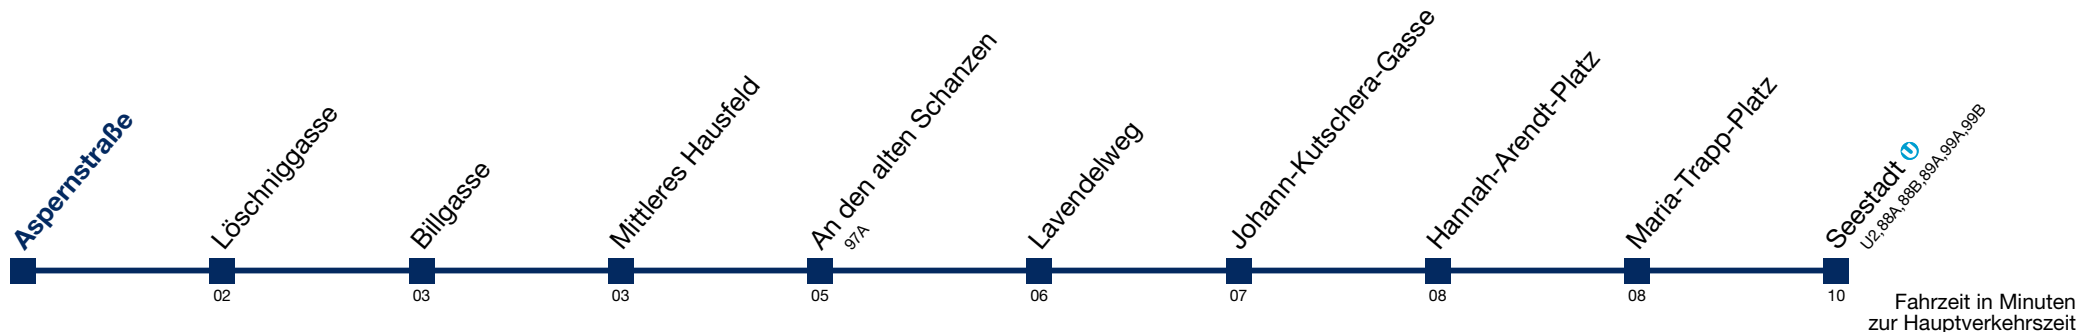 Aspernstraße
Löschniggasse
Billgasse
Mittleres Hausfeld
An den alten Schanzen
97A
Lavendelweg
Johann-Kutschera-Gasse
Hannah-Arendt-Platz
Maria-Trapp-Platz
Seestadt U
U2,88A,88B,89A,99A,99B
02
03
03
05
06
07
08
08
10
Fahrzeit in Minuten
zur Hauptverkehrszeit